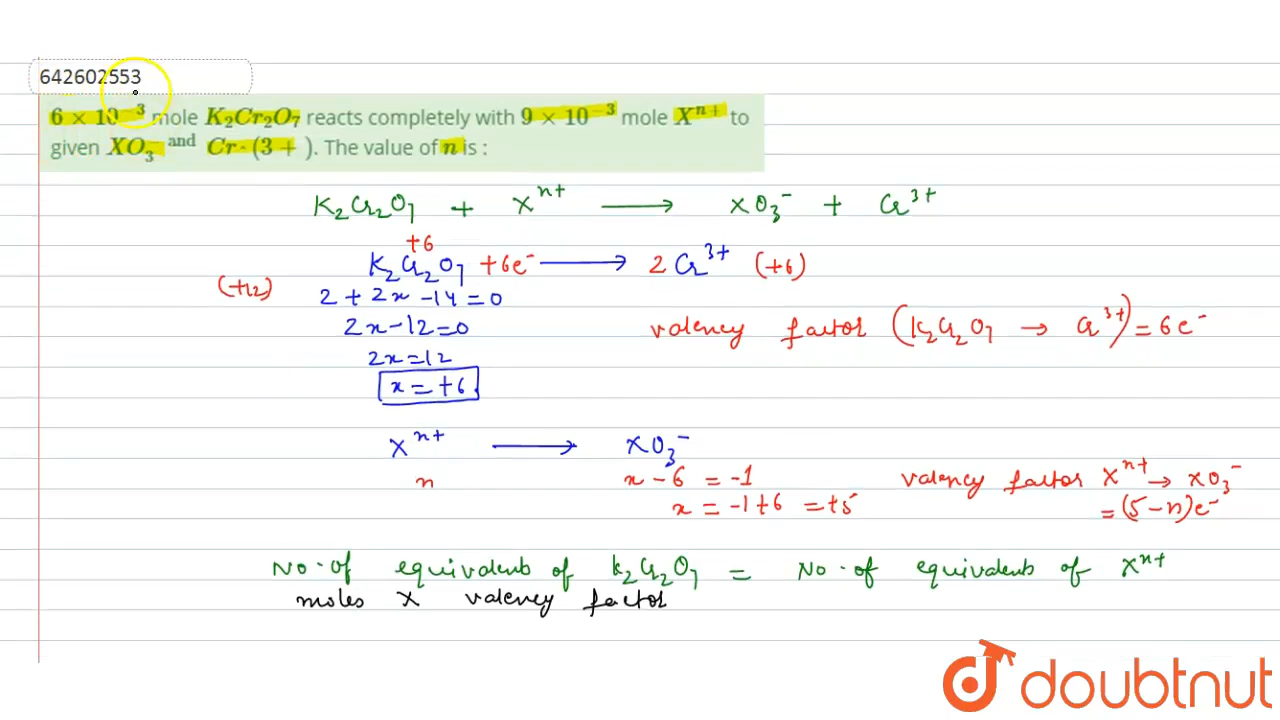 642602553
6 × 10⁻³ mole K₂Cr₂O₇ reacts completely with 9 × 10⁻³ mole Xⁿ⁺ to
given XO₃⁻ and Cr^(3+). The value of n is :
K₂Cr₂O₇ + Xⁿ⁺ ⟶ XO₃⁻ + Cr³⁺
+6
(+12) K₂Cr₂O₇ +6e⁻ ⟶ 2Cr³⁺ (+6)
2 + 2x - 14 = 0
2x - 12 = 0 valency factor (K₂Cr₂O₇ → Cr³⁺) = 6e⁻
2x = 12
x = +6
Xⁿ⁺ ⟶ XO₃⁻
n x - 6 = -1 valency factor Xⁿ⁺ → XO₃⁻
x = -1+6 = +5 = (5-n)e⁻
No. of equivalents of K₂Cr₂O₇ = No. of equivalents of Xⁿ⁺
moles × valency factor
doubtnut